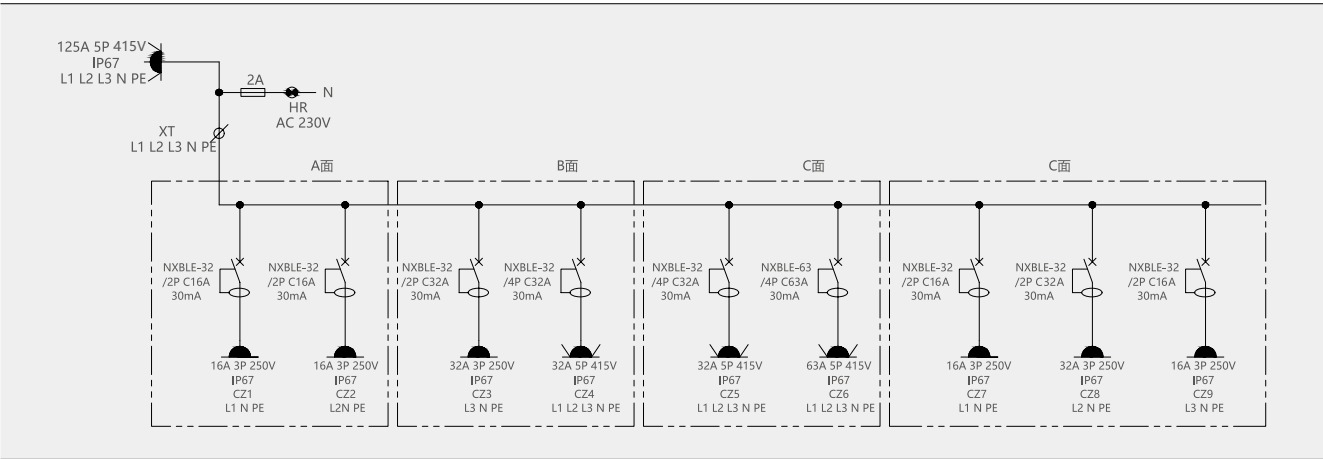 125A 5P 415V
IP67
L1 L2 L3 N PE
2A
N
HR
AC 230V
XT
L1 L2 L3 N PE
A面
B面
C面
C面
NXBLE-32
/2P C16A
30mA
NXBLE-32
/2P C16A
30mA
NXBLE-32
/2P C32A
30mA
NXBLE-32
/4P C32A
30mA
NXBLE-32
/4P C32A
30mA
NXBLE-63
/4P C63A
30mA
NXBLE-32
/2P C16A
30mA
NXBLE-32
/2P C32A
30mA
NXBLE-32
/2P C16A
30mA
16A 3P 250V
IP67
CZ1
L1 N PE
16A 3P 250V
IP67
CZ2
L2N PE
32A 3P 250V
IP67
CZ3
L3 N PE
32A 5P 415V
IP67
CZ4
L1 L2 L3 N PE
32A 5P 415V
IP67
CZ5
L1 L2 L3 N PE
63A 5P 415V
IP67
CZ6
L1 L2 L3 N PE
16A 3P 250V
IP67
CZ7
L1 N PE
32A 3P 250V
IP67
CZ8
L2 N PE
16A 3P 250V
IP67
CZ9
L3 N PE